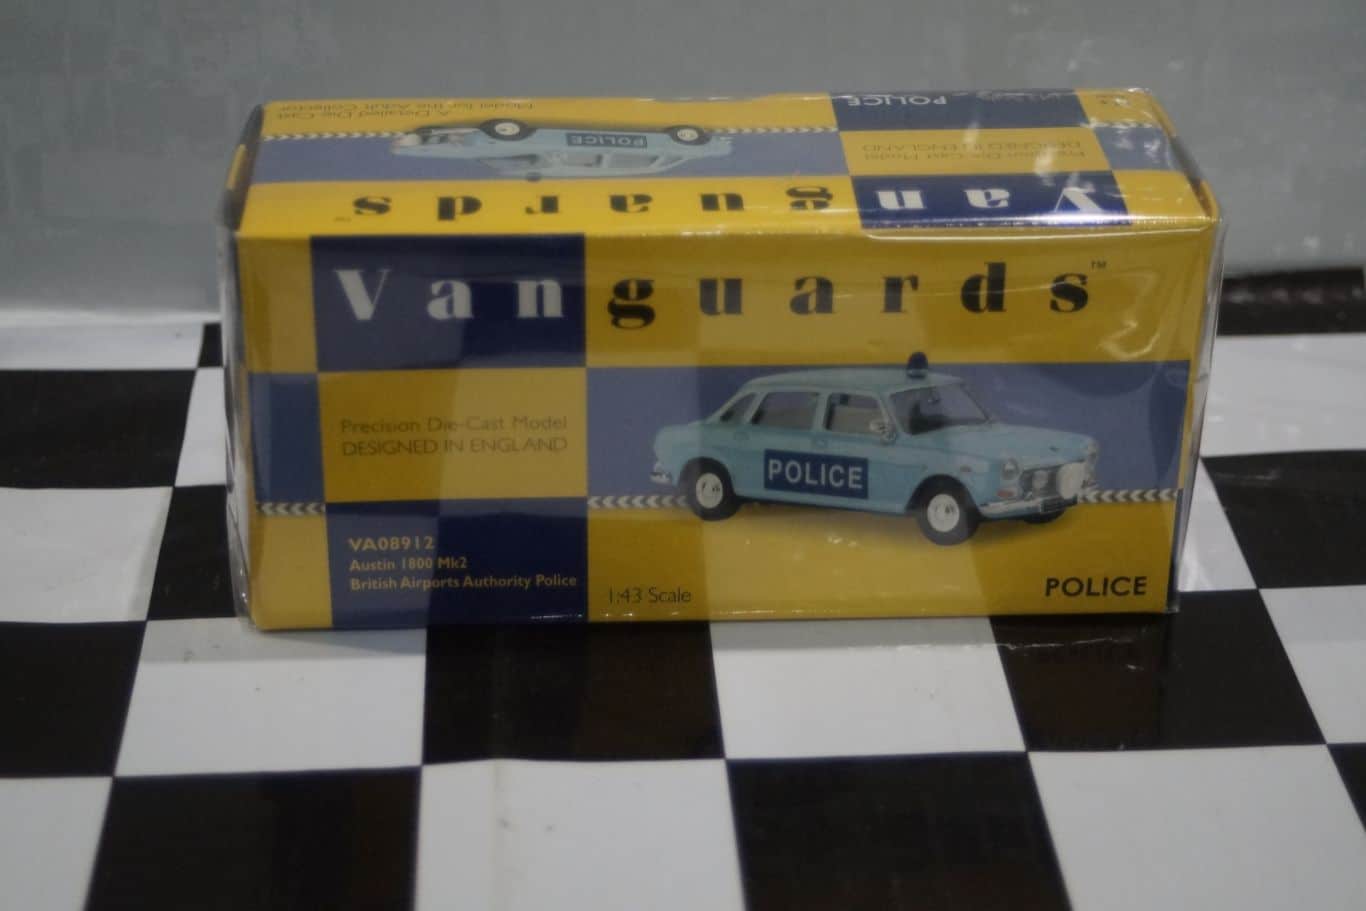 A Detailed Die-Cast
Model for the Adult Collector
POLICE
POLICE
Precision Die-Cast Model
DESIGNED IN ENGLAND
Vanguards™
Vanguards™
Precision Die-Cast Model
DESIGNED IN ENGLAND
POLICE
VA08912
Austin 1800 Mk2
British Airports Authority Police
1:43 Scale
POLICE